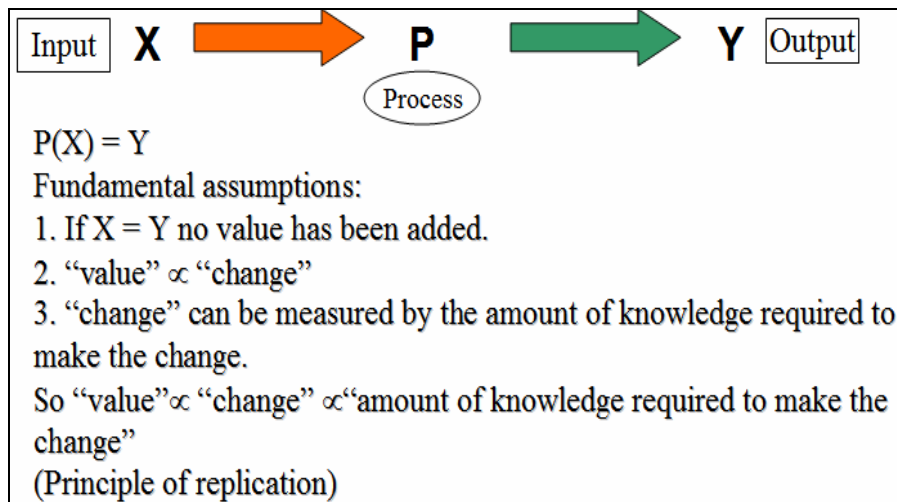 Input X P Y Output
Process
P(X) = Y
Fundamental assumptions:
1. If X = Y no value has been added.
2. “value” ∝ “change”
3. “change” can be measured by the amount of knowledge required to
make the change.
So “value”∝ “change” ∝“amount of knowledge required to make the
change”
(Principle of replication)